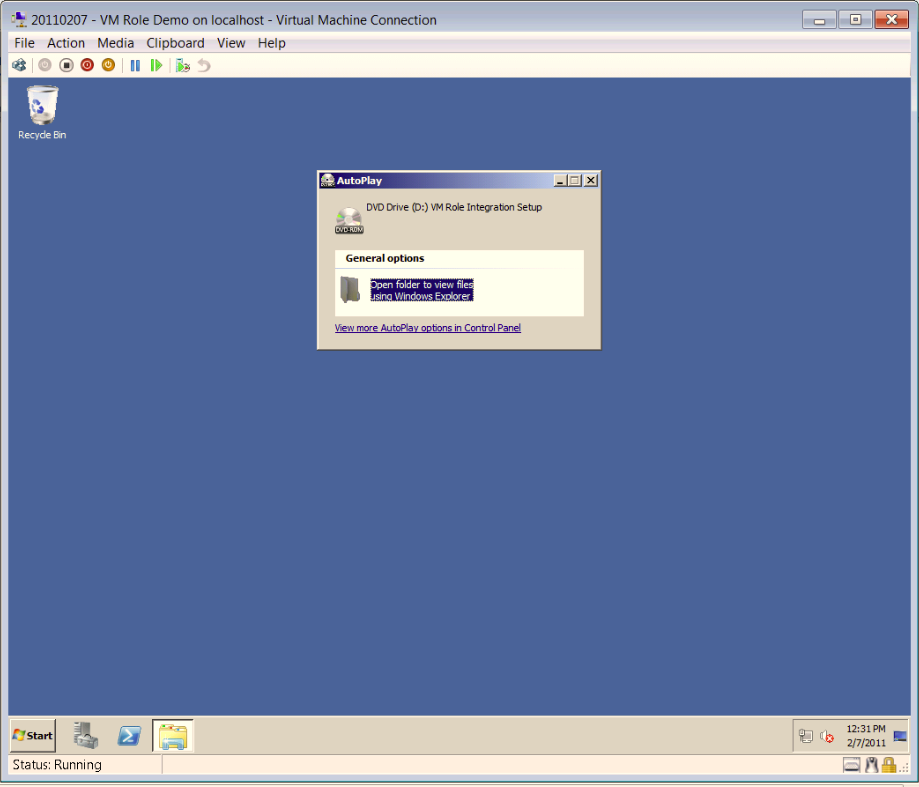 20110207 - VM Role Demo on localhost - Virtual Machine Connection
File Action Media Clipboard View Help
Recycle Bin
AutoPlay
DVD Drive (D:) VM Role Integration Setup
DVD-ROM
General options
Open folder to view files
using Windows Explorer
View more AutoPlay options in Control Panel
Start
12:31 PM
2/7/2011
Status: Running